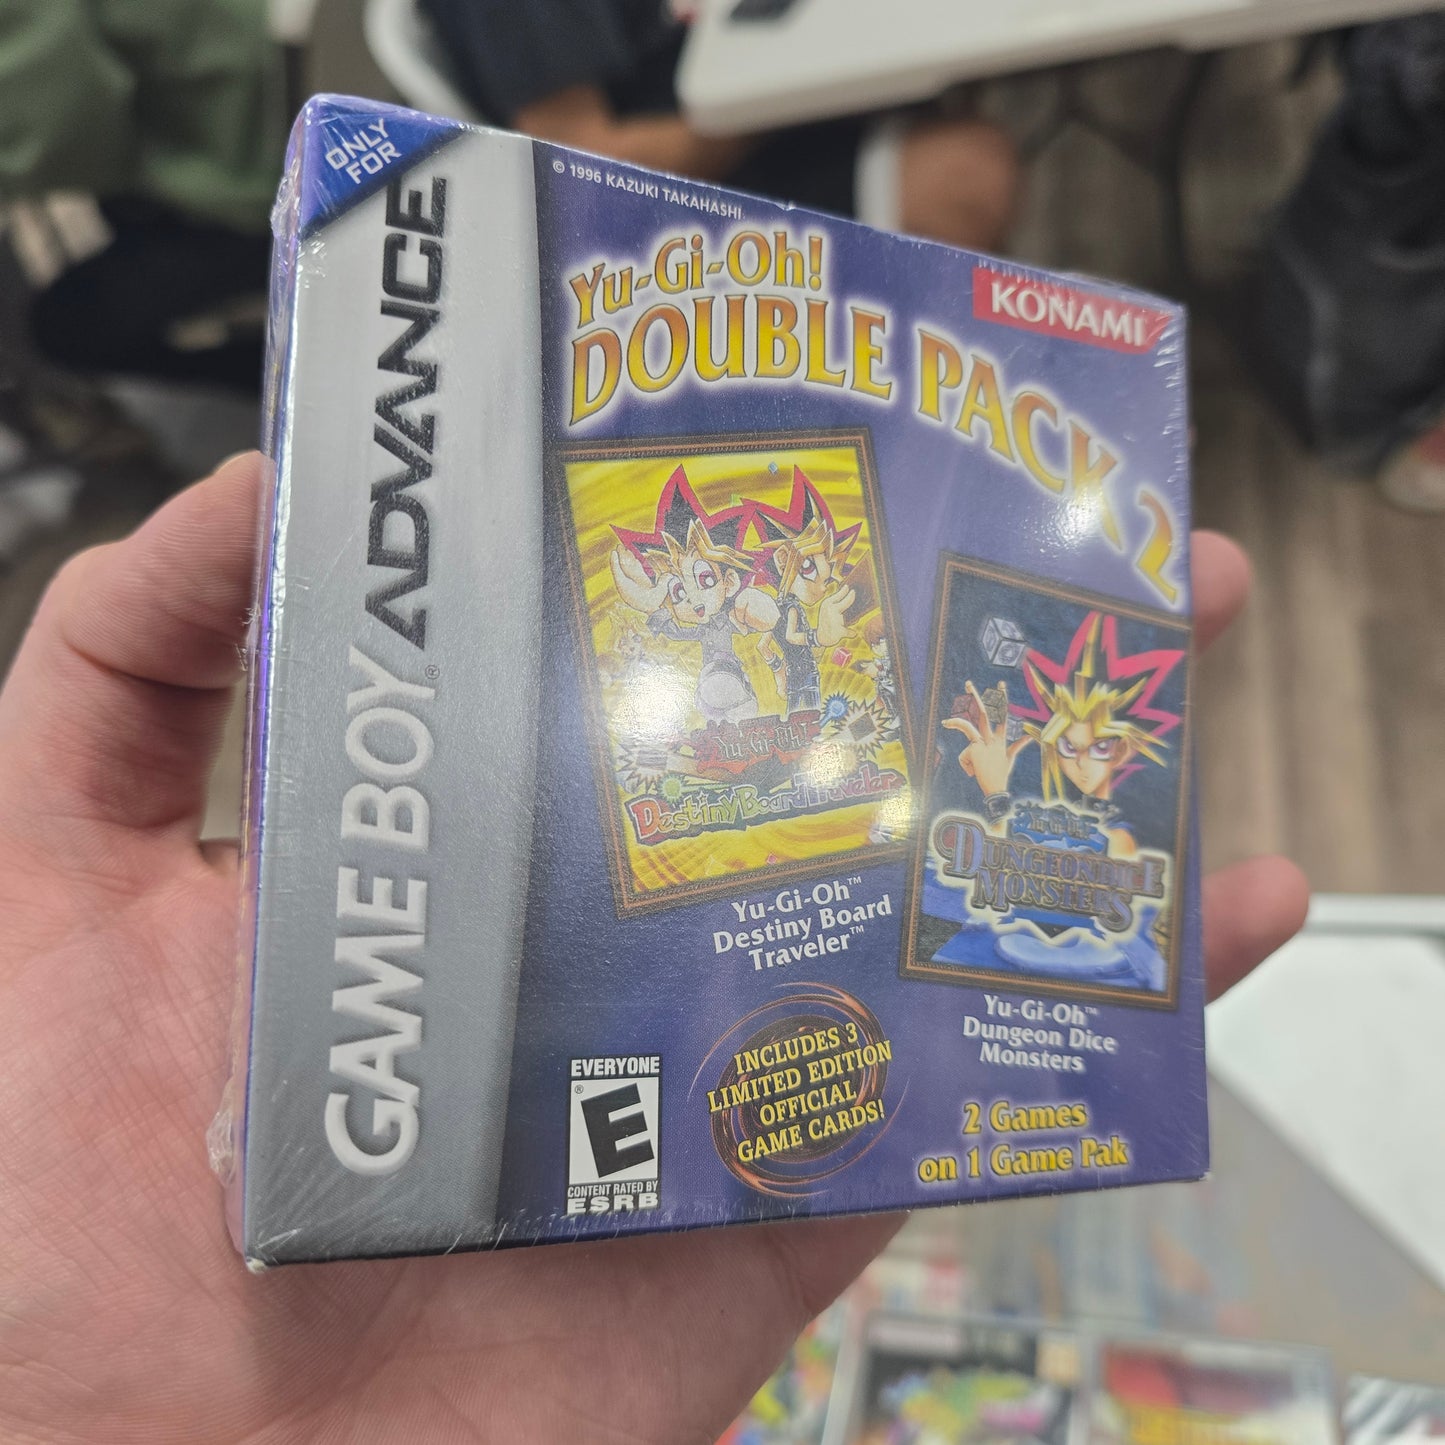 ONLY
FOR
GAME BOY ADVANCE®
© 1996 KAZUKI TAKAHASHI
KONAMI
Yu-Gi-Oh!
DOUBLE PACK 2
Yu-Gi-Oh!
Destiny Board Traveler
Yu-Gi-Oh!
DUNGEONDICE
MONSTERS
Yu-Gi-Oh™
Destiny Board
Traveler™
Yu-Gi-Oh™
Dungeon Dice
Monsters
EVERYONE
E
®
CONTENT RATED BY
ESRB
INCLUDES 3
LIMITED EDITION
OFFICIAL
GAME CARDS!
2 Games
on 1 Game Pak